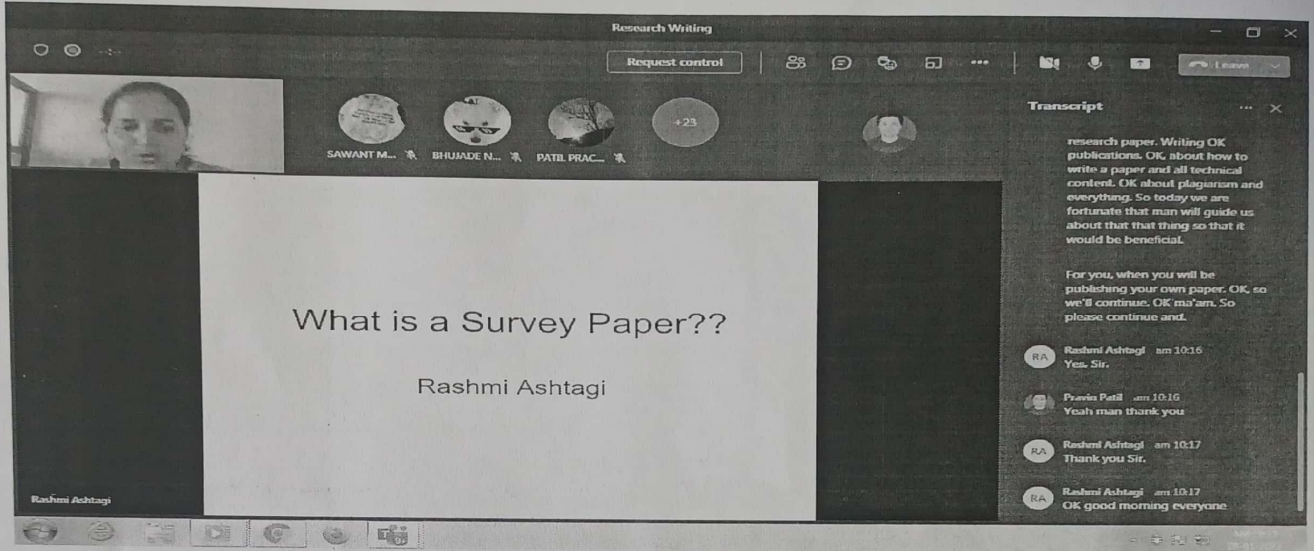 Research Writing
Request control
Leave
SAWANT M...
BHUJADE N...
PATIL PRAC...
+23
What is a Survey Paper??
Rashmi Ashtagi
Rashmi Ashtagi
Transcript
research paper. Writing OK
publications. OK, about how to
write a paper and all technical
content. OK about plagiarism and
everything. So today we are
fortunate that man will guide us
about that that thing so that it
would be beneficial.
For you, when you will be
publishing your own paper. OK, so
we'll continue. OK ma'am. So
please continue and.
RA
Rashmi Ashtagi am 10:16
Yes, Sir.
Pravin Patil am 10:16
Yeah man thank you
RA
Rashmi Ashtagi am 10:17
Thank you Sir.
RA
Rashmi Ashtagi am 10:17
OK good morning everyone